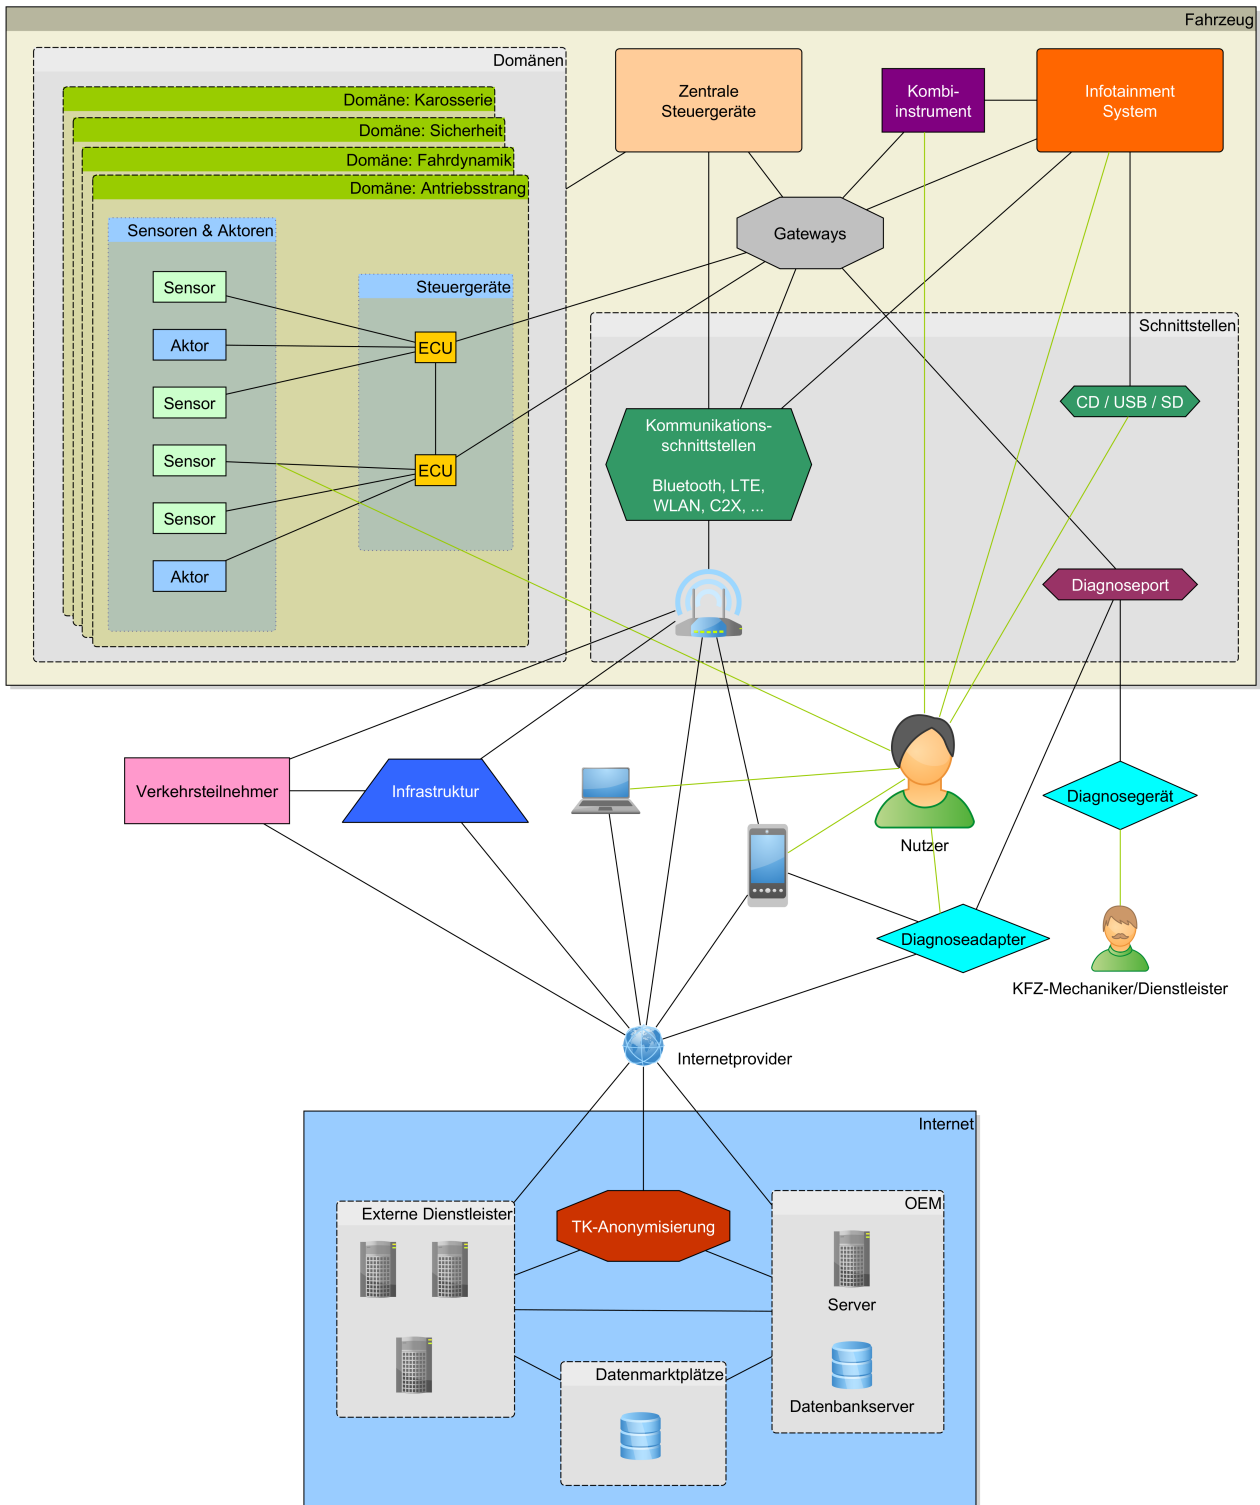 Fahrzeug
Domänen
Domäne: Karosserie
Domäne: Sicherheit
Domäne: Fahrdynamik
Domäne: Antriebsstrang
Sensoren & Aktoren
Sensor
Aktor
Sensor
Sensor
Sensor
Aktor
Steuergeräte
ECU
ECU
Zentrale
Steuergeräte
Kombi-
instrument
Infotainment
System
Gateways
Schnittstellen
Kommunikations-
schnittstellen
Bluetooth, LTE,
WLAN, C2X, ...
CD / USB / SD
Diagnoseport
Verkehrsteilnehmer
Infrastruktur
Nutzer
Diagnosegerät
Diagnoseadapter
KFZ-Mechaniker/Dienstleister
Internetprovider
Internet
Externe Dienstleister
TK-Anonymisierung
OEM
Server
Datenbankserver
Datenmarktplätze